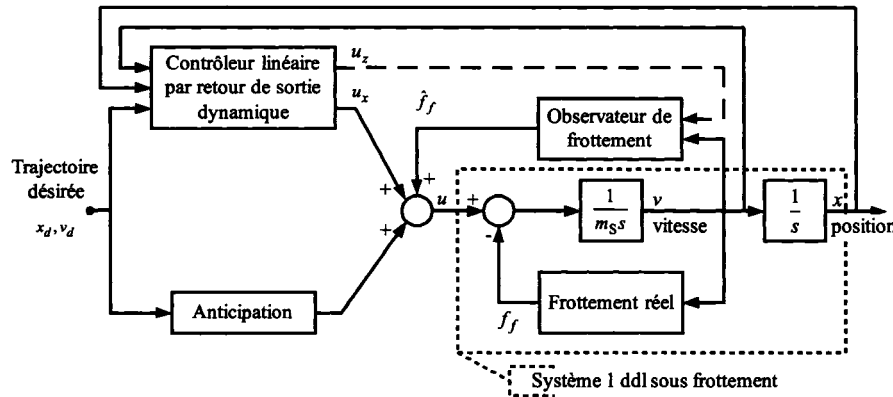 Contrôleur linéaire
par retour de sortie
dynamique
u_z
u_x
f̂_f
Observateur de
frottement
Trajectoire
désirée
x_d, v_d
+
+
+
u
+
-
1
m_S s
v
vitesse
1
s
x
position
Anticipation
f_f
Frottement réel
Système 1 ddl sous frottement